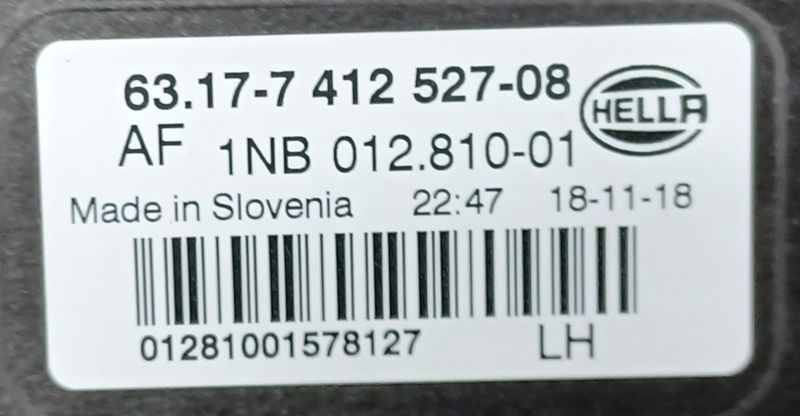 63.17-7 412 527-08
HELLA
AF 1NB 012.810-01
Made in Slovenia 22:47 18-11-18
01281001578127 LH